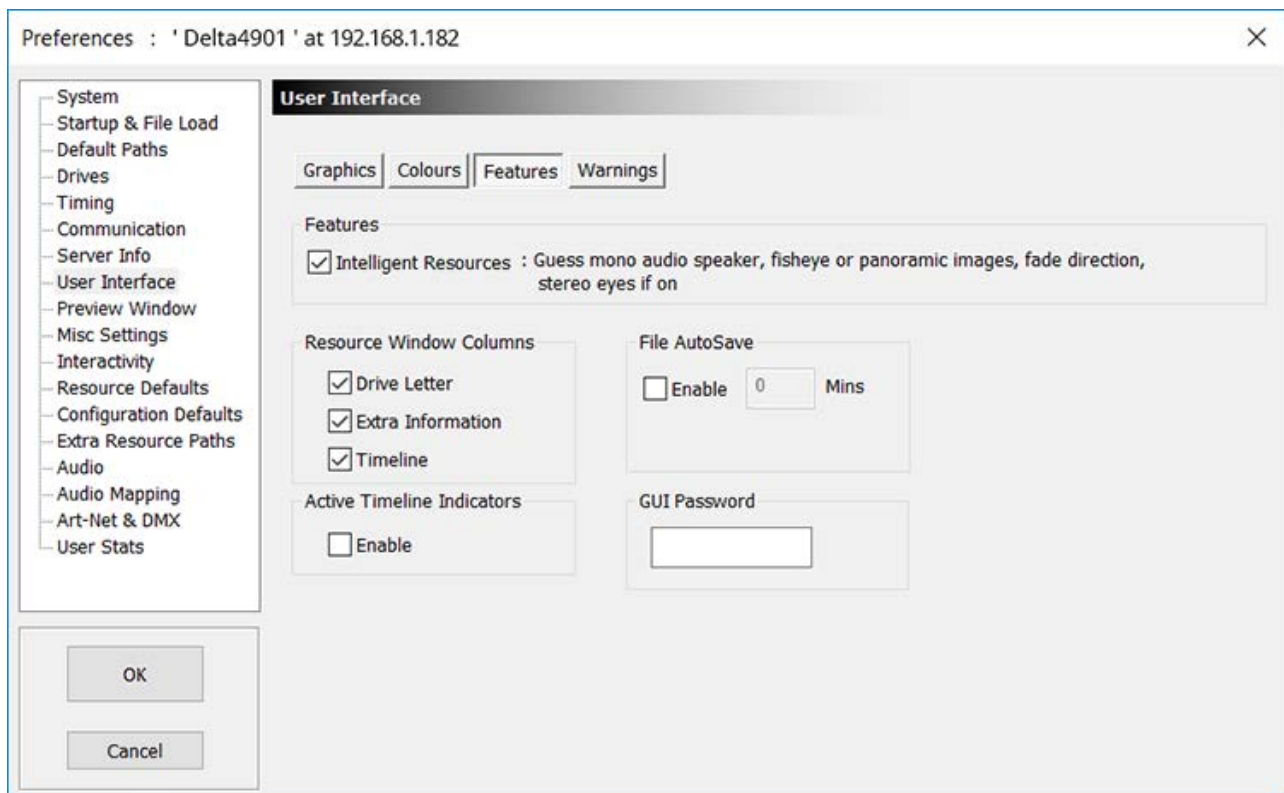 Preferences : ' Delta4901 ' at 192.168.1.182
System
Startup & File Load
Default Paths
Drives
Timing
Communication
Server Info
User Interface
Preview Window
Misc Settings
Interactivity
Resource Defaults
Configuration Defaults
Extra Resource Paths
Audio
Audio Mapping
Art-Net & DMX
User Stats
OK
Cancel
User Interface
Graphics Colours Features Warnings
Features
Intelligent Resources : Guess mono audio speaker, fisheye or panoramic images, fade direction,
stereo eyes if on
Resource Window Columns
Drive Letter
Extra Information
Timeline
File AutoSave
Enable 0 Mins
Active Timeline Indicators
Enable
GUI Password